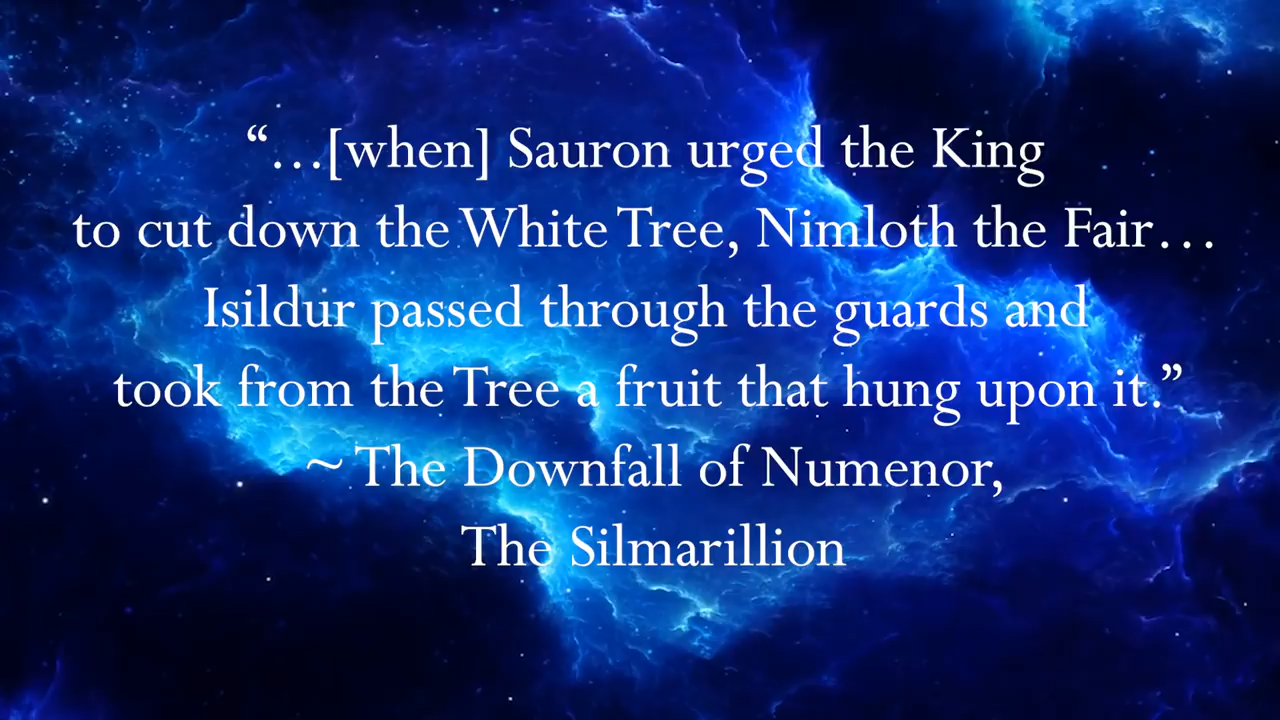 “…[when] Sauron urged the King
to cut down the White Tree, Nimloth the Fair…
Isildur passed through the guards and
took from the Tree a fruit that hung upon it.”
~ The Downfall of Numenor,
The Silmarillion